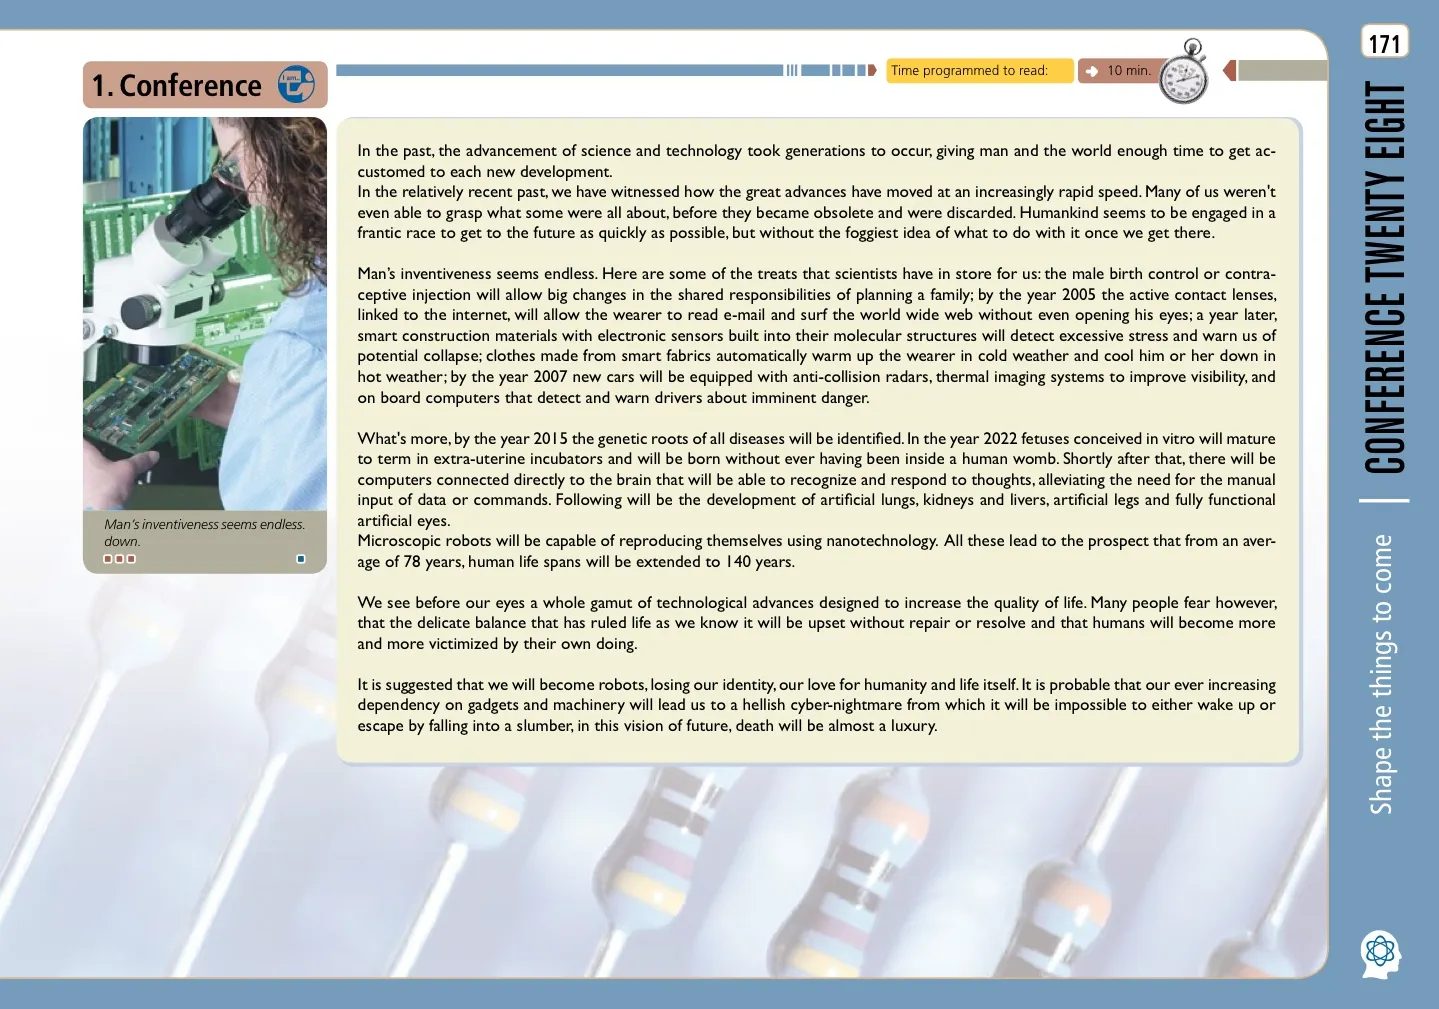 171
1. Conference
I am...
Time programmed to read:
10 min.
In the past, the advancement of science and technology took generations to occur, giving man and the world enough time to get ac-
customed to each new development.
In the relatively recent past, we have witnessed how the great advances have moved at an increasingly rapid speed. Many of us weren't
even able to grasp what some were all about, before they became obsolete and were discarded. Humankind seems to be engaged in a
frantic race to get to the future as quickly as possible, but without the foggiest idea of what to do with it once we get there.
Man's inventiveness seems endless. Here are some of the treats that scientists have in store for us: the male birth control or contra-
ceptive injection will allow big changes in the shared responsibilities of planning a family; by the year 2005 the active contact lenses,
linked to the internet, will allow the wearer to read e-mail and surf the world wide web without even opening his eyes; a year later,
smart construction materials with electronic sensors built into their molecular structures will detect excessive stress and warn us of
potential collapse; clothes made from smart fabrics automatically warm up the wearer in cold weather and cool him or her down in
hot weather; by the year 2007 new cars will be equipped with anti-collision radars, thermal imaging systems to improve visibility, and
on board computers that detect and warn drivers about imminent danger.
What's more, by the year 2015 the genetic roots of all diseases will be identified. In the year 2022 fetuses conceived in vitro will mature
to term in extra-uterine incubators and will be born without ever having been inside a human womb. Shortly after that, there will be
computers connected directly to the brain that will be able to recognize and respond to thoughts, alleviating the need for the manual
input of data or commands. Following will be the development of artificial lungs, kidneys and livers, artificial legs and fully functional
artificial eyes.
Microscopic robots will be capable of reproducing themselves using nanotechnology. All these lead to the prospect that from an aver-
age of 78 years, human life spans will be extended to 140 years.
We see before our eyes a whole gamut of technological advances designed to increase the quality of life. Many people fear however,
that the delicate balance that has ruled life as we know it will be upset without repair or resolve and that humans will become more
and more victimized by their own doing.
It is suggested that we will become robots, losing our identity, our love for humanity and life itself. It is probable that our ever increasing
dependency on gadgets and machinery will lead us to a hellish cyber-nightmare from which it will be impossible to either wake up or
escape by falling into a slumber, in this vision of future, death will be almost a luxury.
Man's inventiveness seems endless.
down.
CONFERENCE TWENTY EIGHT
Shape the things to come